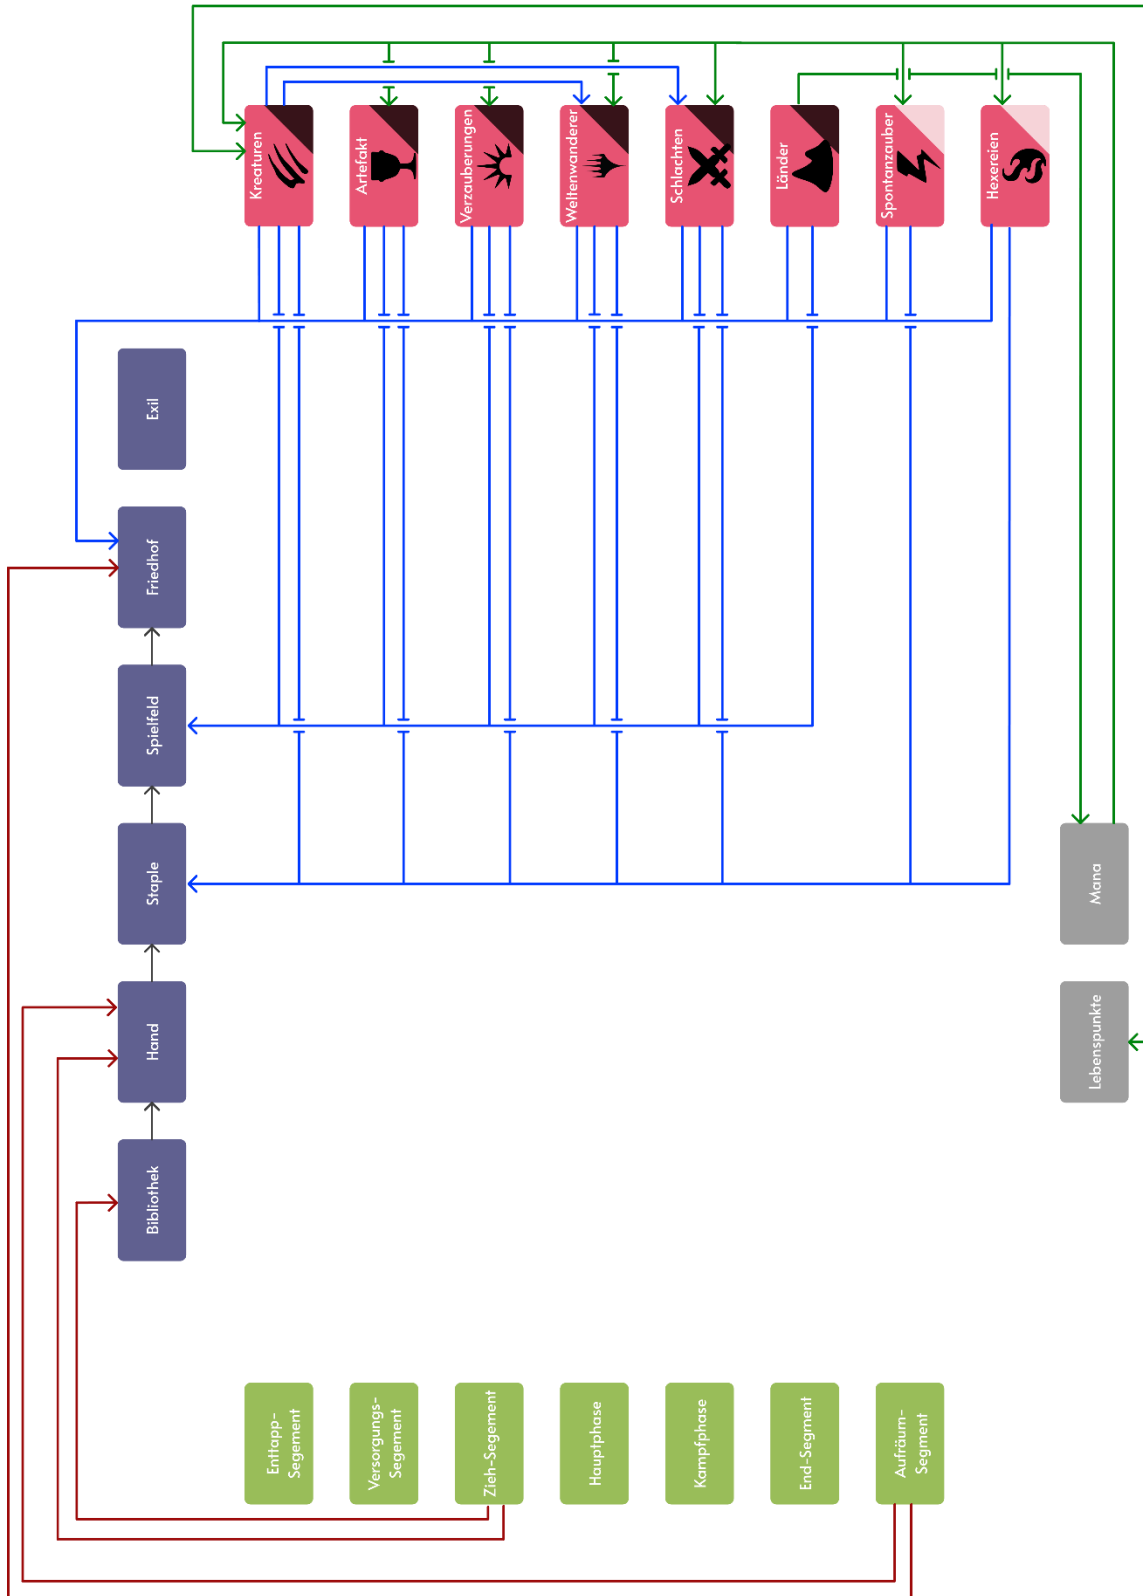 Kreaturen
Artefakt
Verzauberungen
Weltenwanderer
Schlachten
Länder
Spontanzauber
Hexereien
Exil
Friedhof
Spielfeld
Staple
Hand
Bibliothek
Mana
Lebenspunkte
Enttapp-
Segement
Versorgungs-
Segement
Zieh-Segement
Hauptphase
Kampfphase
End-Segment
Aufräum-
Segment